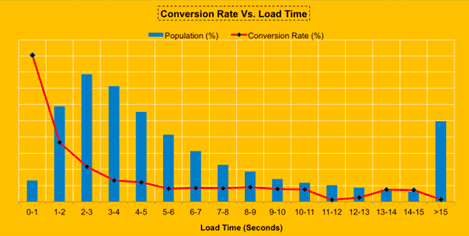 Conversion Rate Vs. Load Time
Population (%) Conversion Rate (%)
0-1 1-2 2-3 3-4 4-5 5-6 6-7 7-8 8-9 9-10 10-11 11-12 12-13 13-14 14-15 >15
Load Time (Seconds)